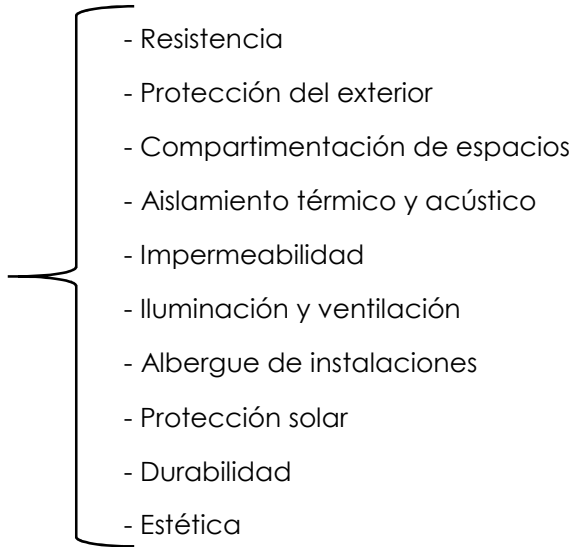 - Resistencia
- Protección del exterior
- Compartimentación de espacios
- Aislamiento térmico y acústico
- Impermeabilidad
- Iluminación y ventilación
- Albergue de instalaciones
- Protección solar
- Durabilidad
- Estética